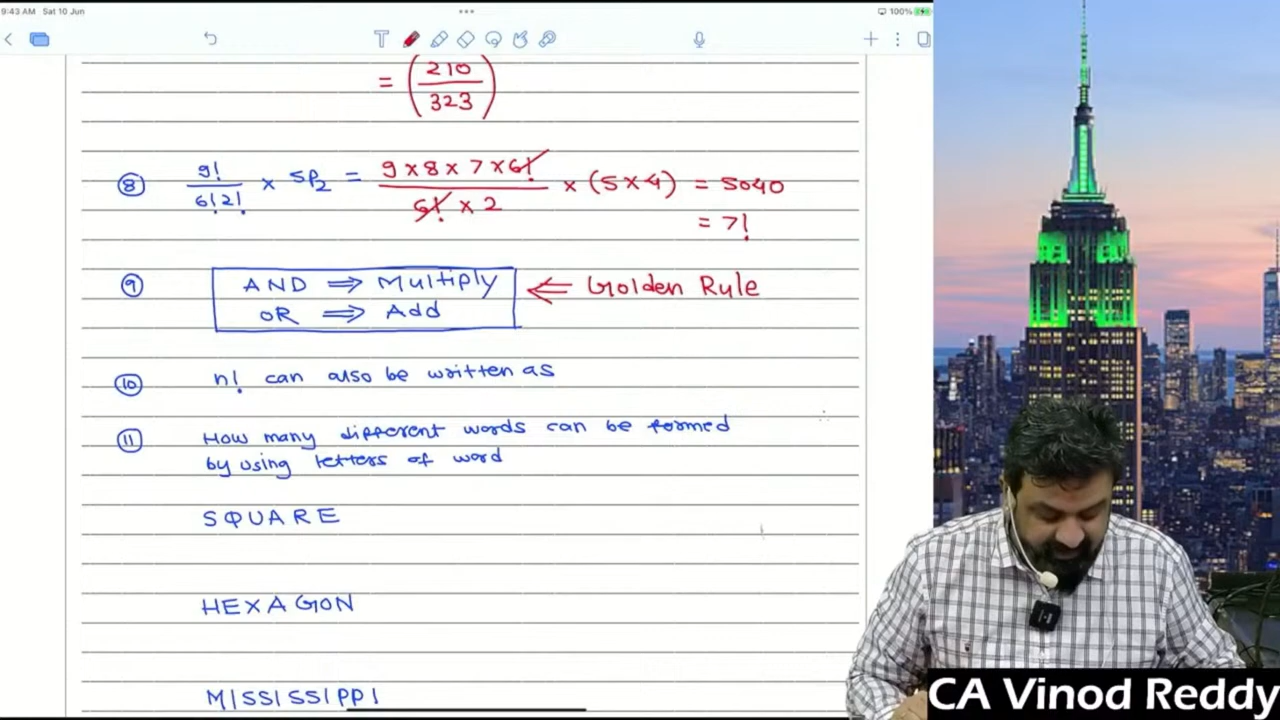 9:43 AM Sat 10 Jun
100%
T
= (210/323)
⑧ 9!/6!2! × 5P₂ = 9 × 8 × 7 × 6!/6! × 2 × (5 × 4) = 5040
= 7!
⑨ AND ⟹ Multiply ⟸ Golden Rule
OR ⟹ Add
⑩ n! can also be written as
⑪ How many different words can be formed
by using letters of word
SQUARE
HEXAGON
MISSISSIPPI
CA Vinod Reddy